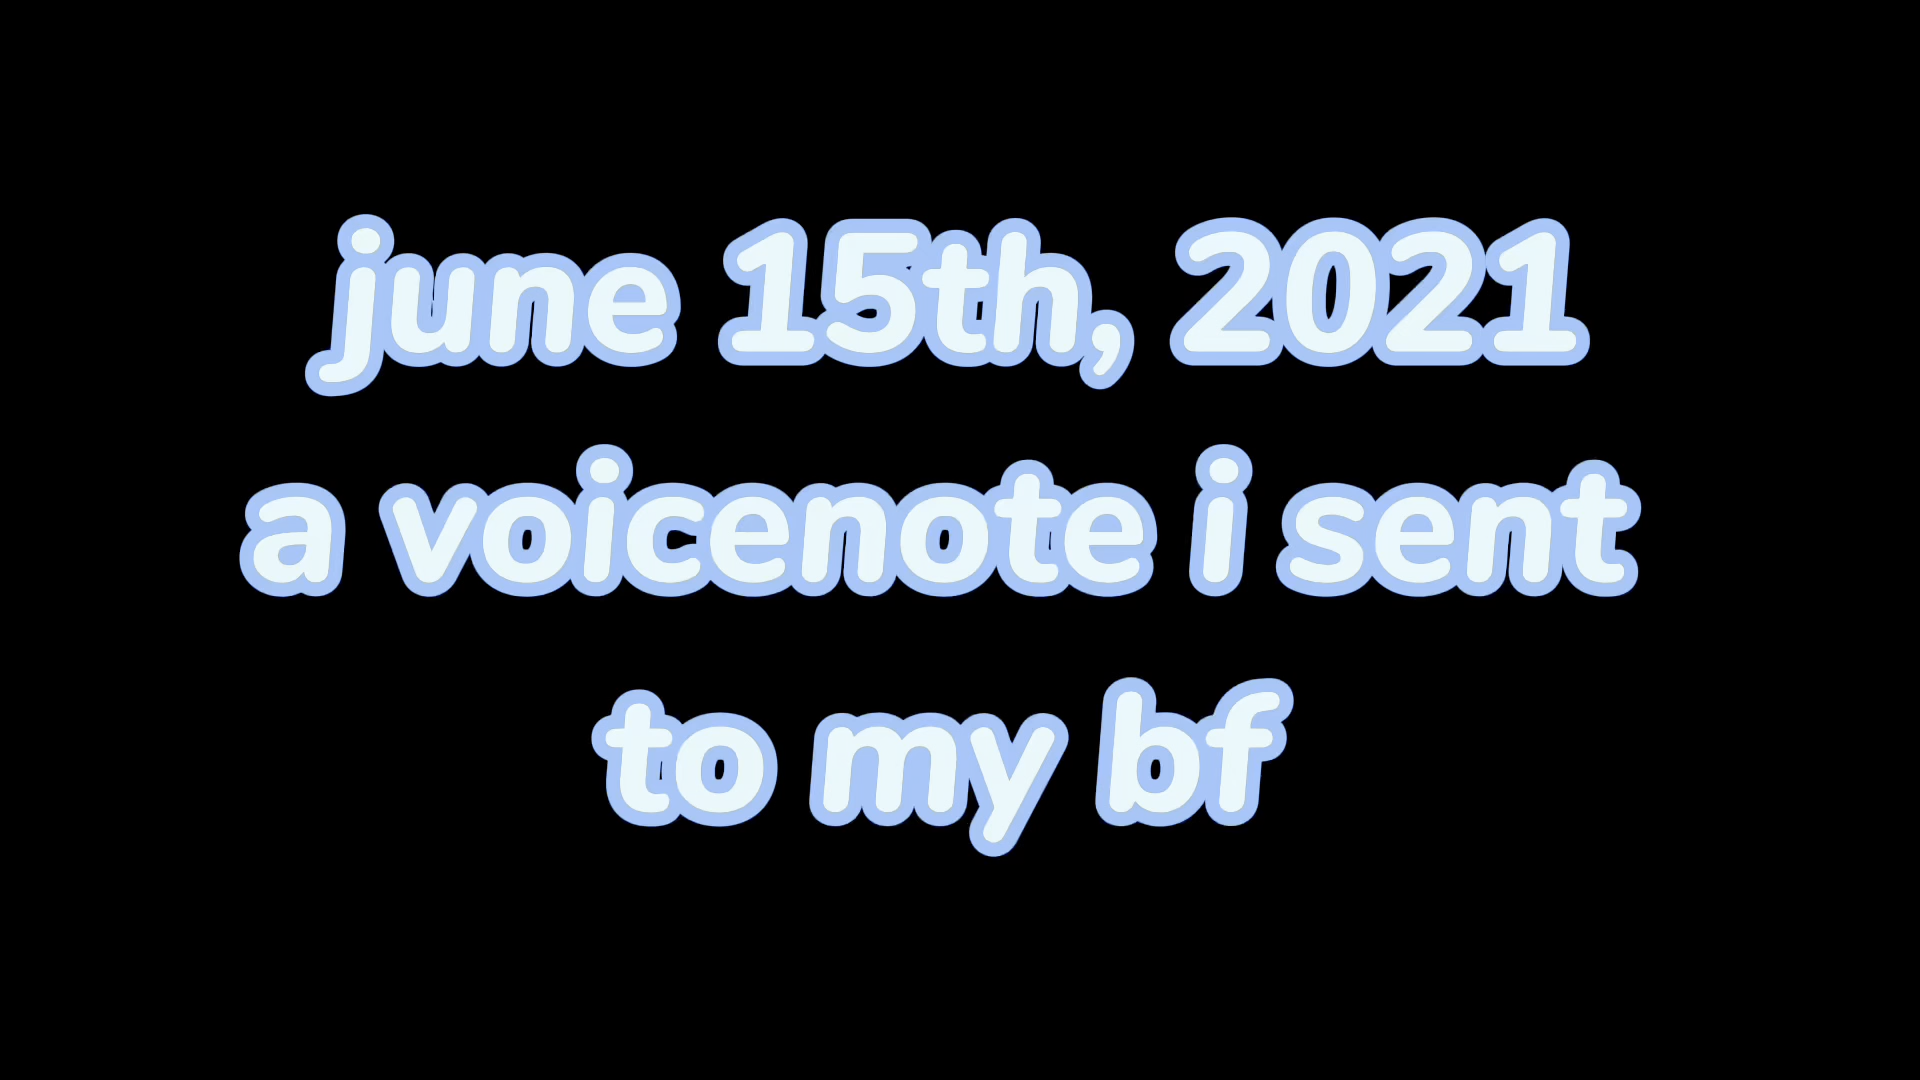 june 15th, 2021
a voicenote i sent
to my bf